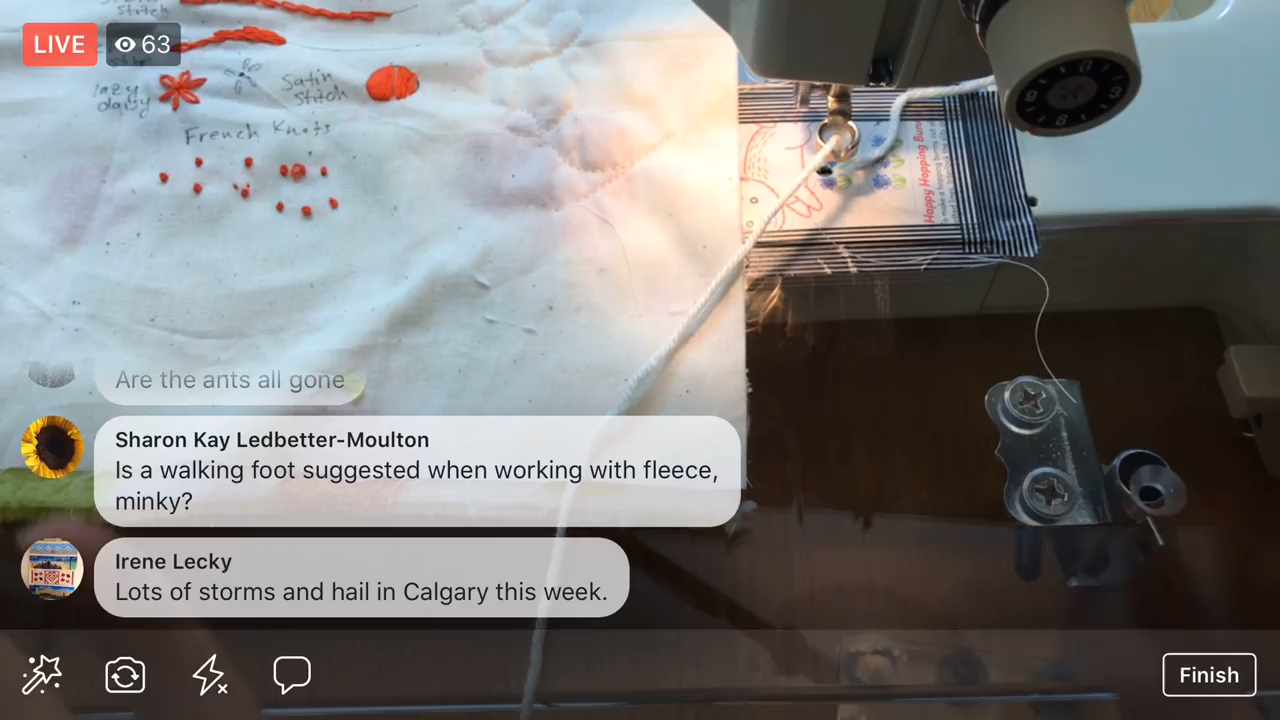 Stitch
LIVE
63
lazy
daisy
Satin
Stitch
French Knots
Happy Hopping Bun
Are the ants all gone
Sharon Kay Ledbetter-Moulton
Is a walking foot suggested when working with fleece,
minky?
Irene Lecky
Lots of storms and hail in Calgary this week.
Finish